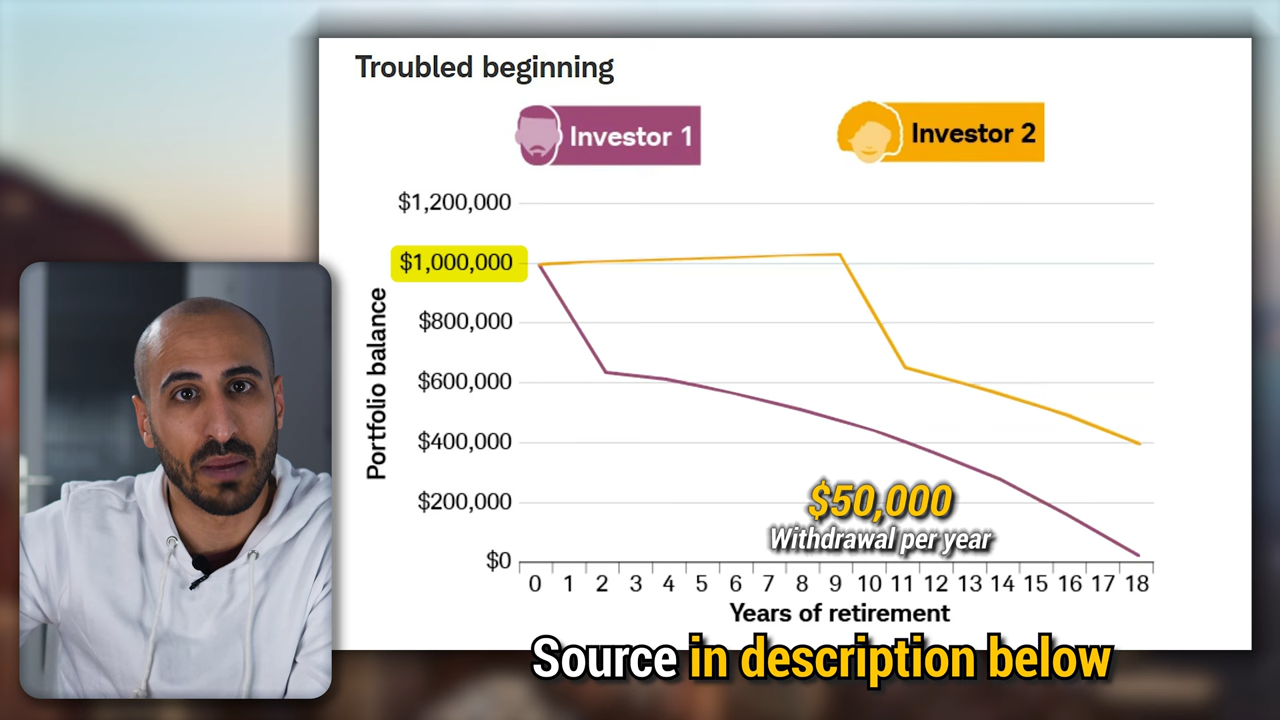 Troubled beginning
Investor 1
Investor 2
$1,200,000
$1,000,000
$800,000
$600,000
$400,000
$200,000
$0
Portfolio balance
$50,000
Withdrawal per year
0 1 2 3 4 5 6 7 8 9 10 11 12 13 14 15 16 17 18
Years of retirement
Source in description below